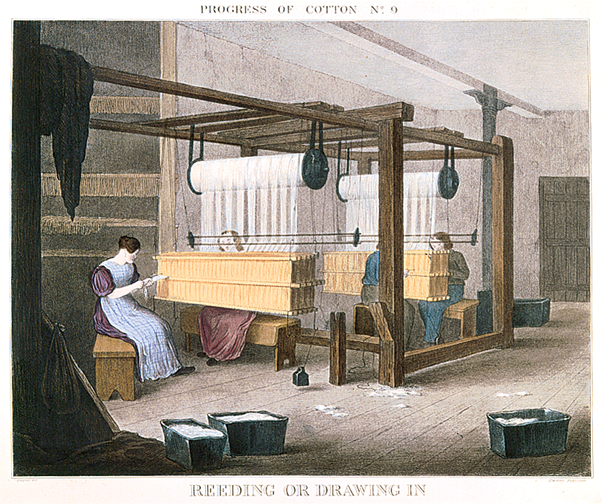 PROGRESS OF COTTON No. 9
REEDING OR DRAWING IN